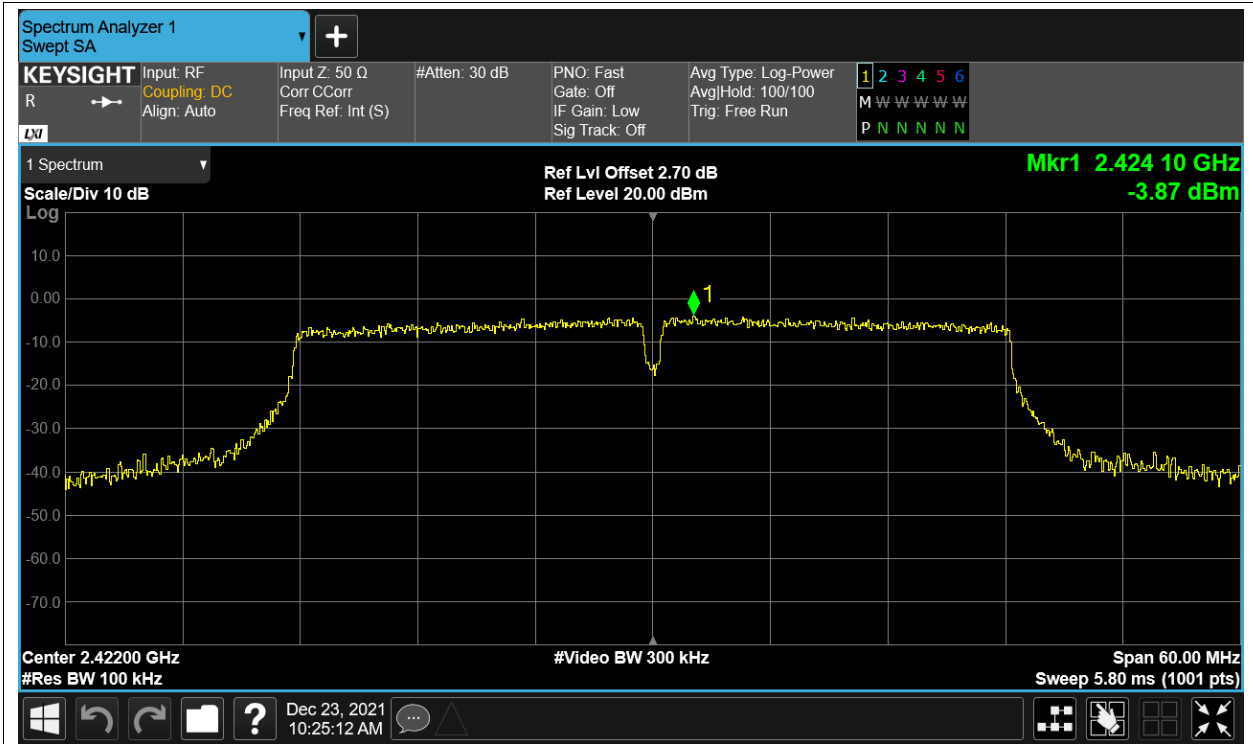 Spectrum Analyzer 1
Swept SA
KEYSIGHT
R
LXI
Input: RF
Coupling: DC
Align: Auto
Input Z: 50 Ω
Corr CCorr
Freq Ref: Int (S)
#Atten: 30 dB
PNO: Fast
Gate: Off
IF Gain: Low
Sig Track: Off
Avg Type: Log-Power
Avg|Hold: 100/100
Trig: Free Run
1 2 3 4 5 6
M W W W W W
P N N N N N
1 Spectrum
Scale/Div 10 dB
Log
Ref Lvl Offset 2.70 dB
Ref Level 20.00 dBm
Mkr1 2.424 10 GHz
-3.87 dBm
10.0
0.00
-10.0
-20.0
-30.0
-40.0
-50.0
-60.0
-70.0
1
Center 2.42200 GHz
#Res BW 100 kHz
#Video BW 300 kHz
Span 60.00 MHz
Sweep 5.80 ms (1001 pts)
?
Dec 23, 2021
10:25:12 AM